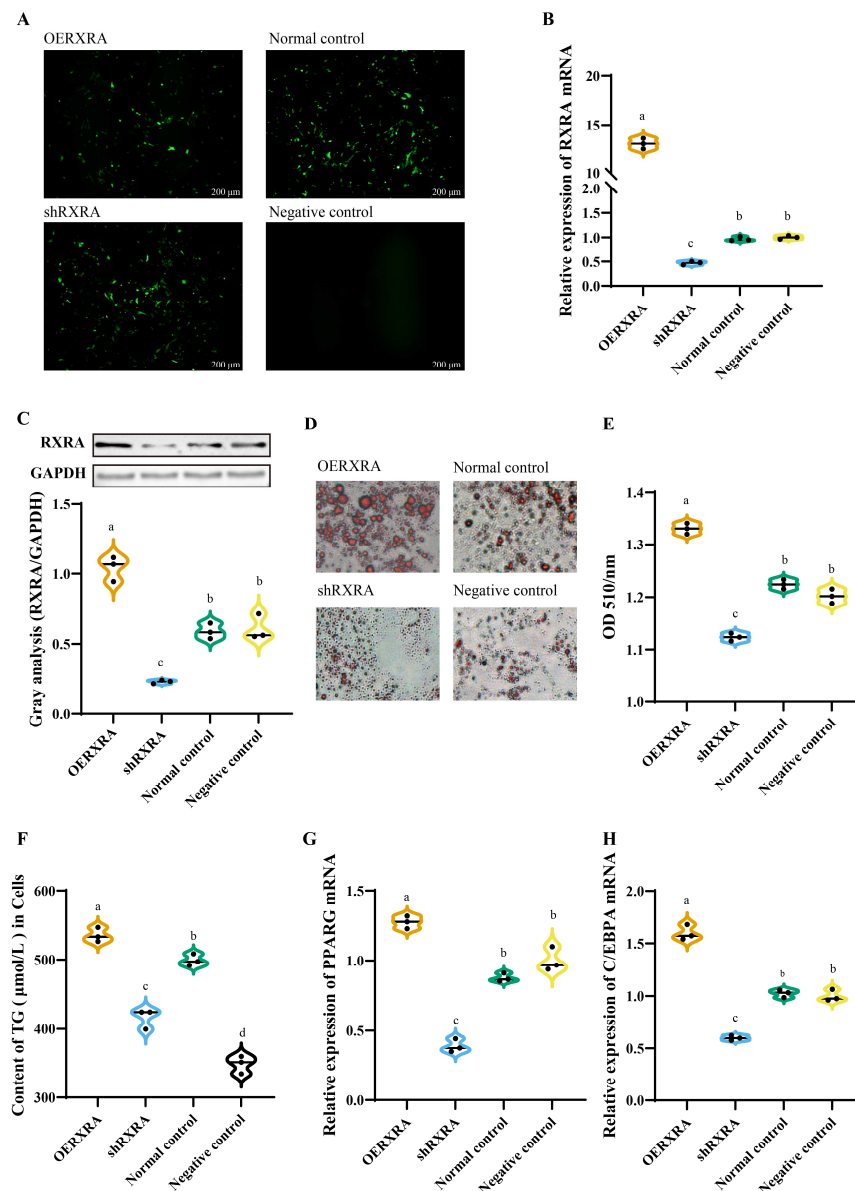 A
OERXRA
Normal control
200 μm
200 μm
shRXRA
Negative control
200 μm
200 μm
B
Relative expression of RXRA mRNA
20
15
10
2.0
1.5
1.0
0.5
0.0
a
c
b
b
OERXRA
shRXRA
Normal control
Negative control
C
RXRA
GAPDH
Gray analysis (RXRA/GAPDH)
1.5
1.0
0.5
0.0
a
c
b
b
OERXRA
shRXRA
Normal control
Negative control
D
OERXRA
Normal control
shRXRA
Negative control
E
OD 510/nm
1.4
1.3
1.2
1.1
1.0
a
c
b
b
OERXRA
shRXRA
Normal control
Negative control
F
Content of TG ( μmol/L ) in Cells
600
500
400
300
a
c
b
d
OERXRA
shRXRA
Normal control
Negative control
G
Relative expression of PPARG mRNA
1.5
1.0
0.5
0.0
a
c
b
b
OERXRA
shRXRA
Normal control
Negative control
H
Relative expression of C/EBPA mRNA
2.0
1.5
1.0
0.5
0.0
a
c
b
b
OERXRA
shRXRA
Normal control
Negative control